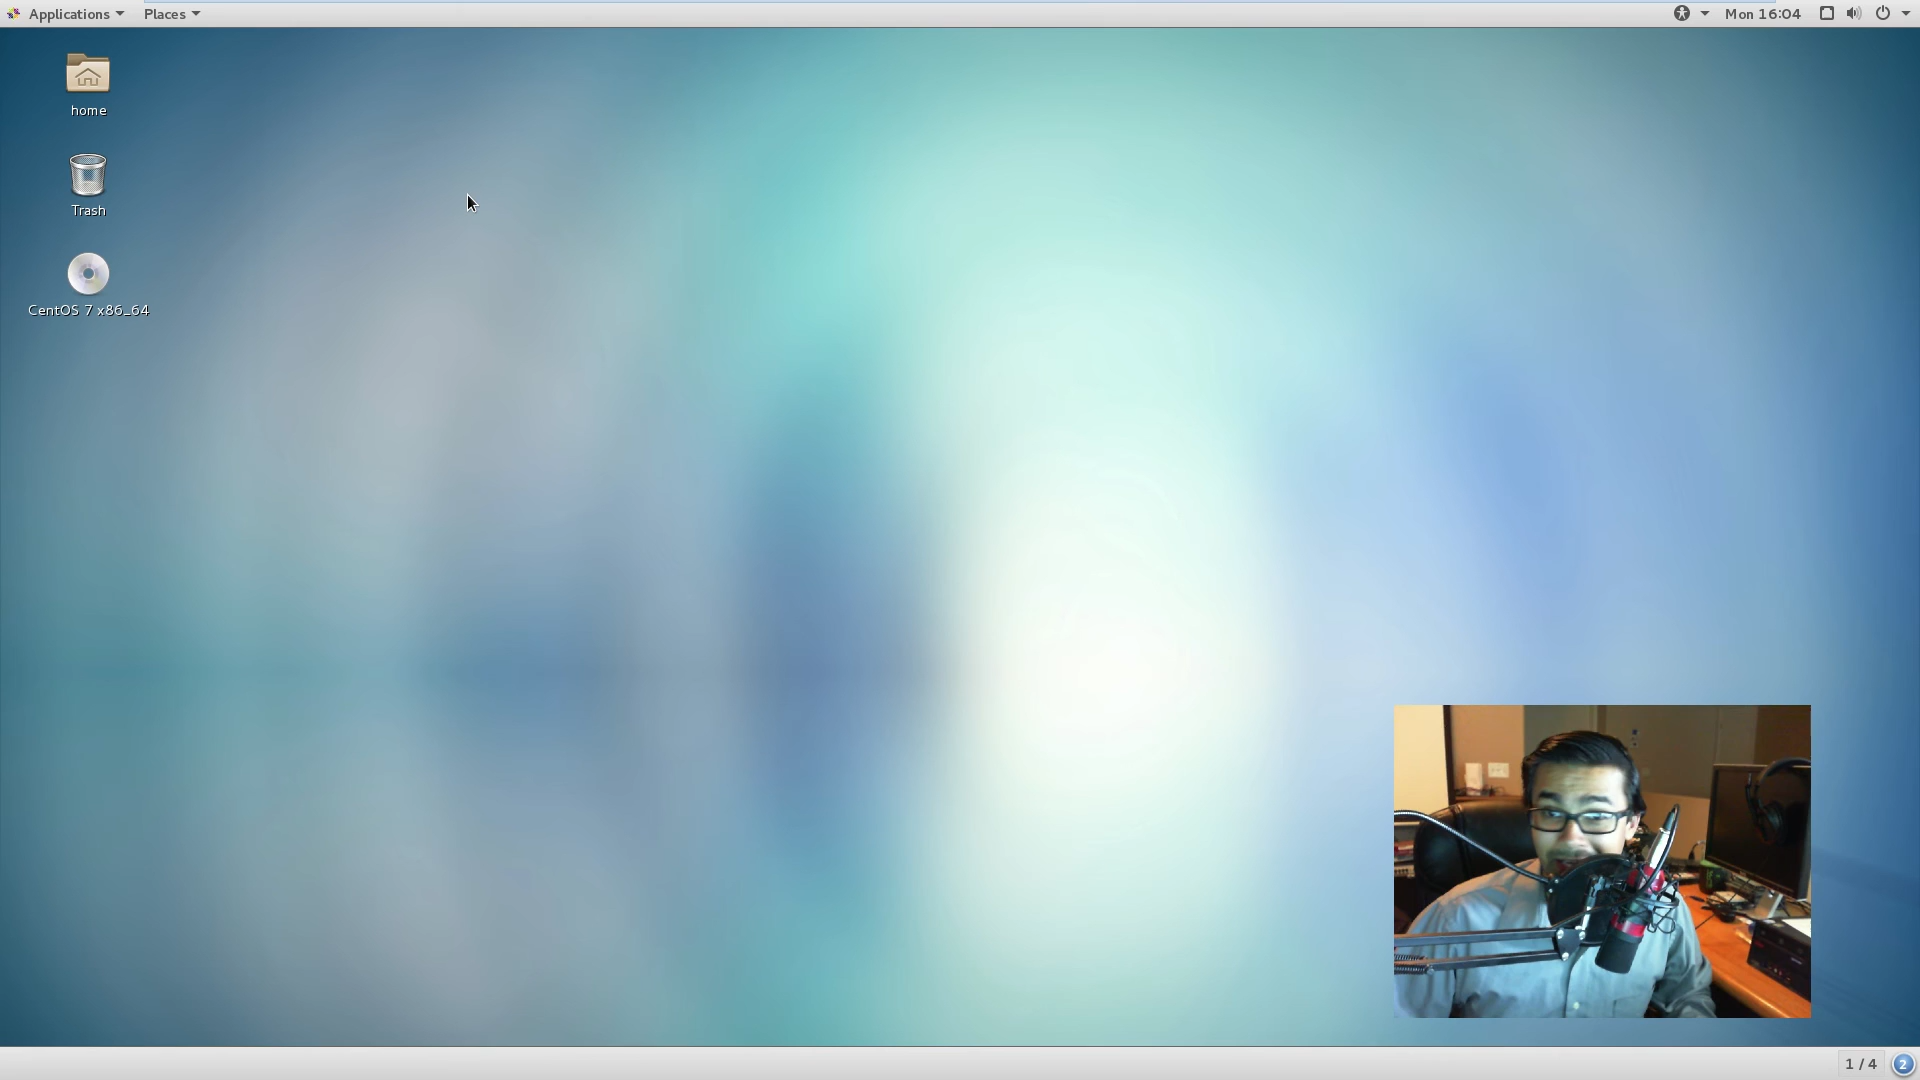 Applications Places Mon 16:04
home
Trash
CentOS 7 x86_64
1 / 4 2